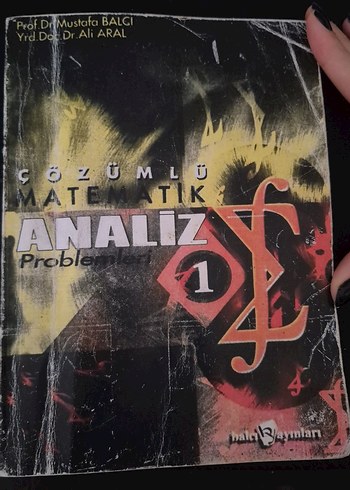 Prof.Dr.Mustafa BALCI
Yrd.Doç.Dr.Ali ARAL
ÇÖZÜMLÜ
MATEMATİK
ANALİZ
Problemleri
1
balcı yayınları